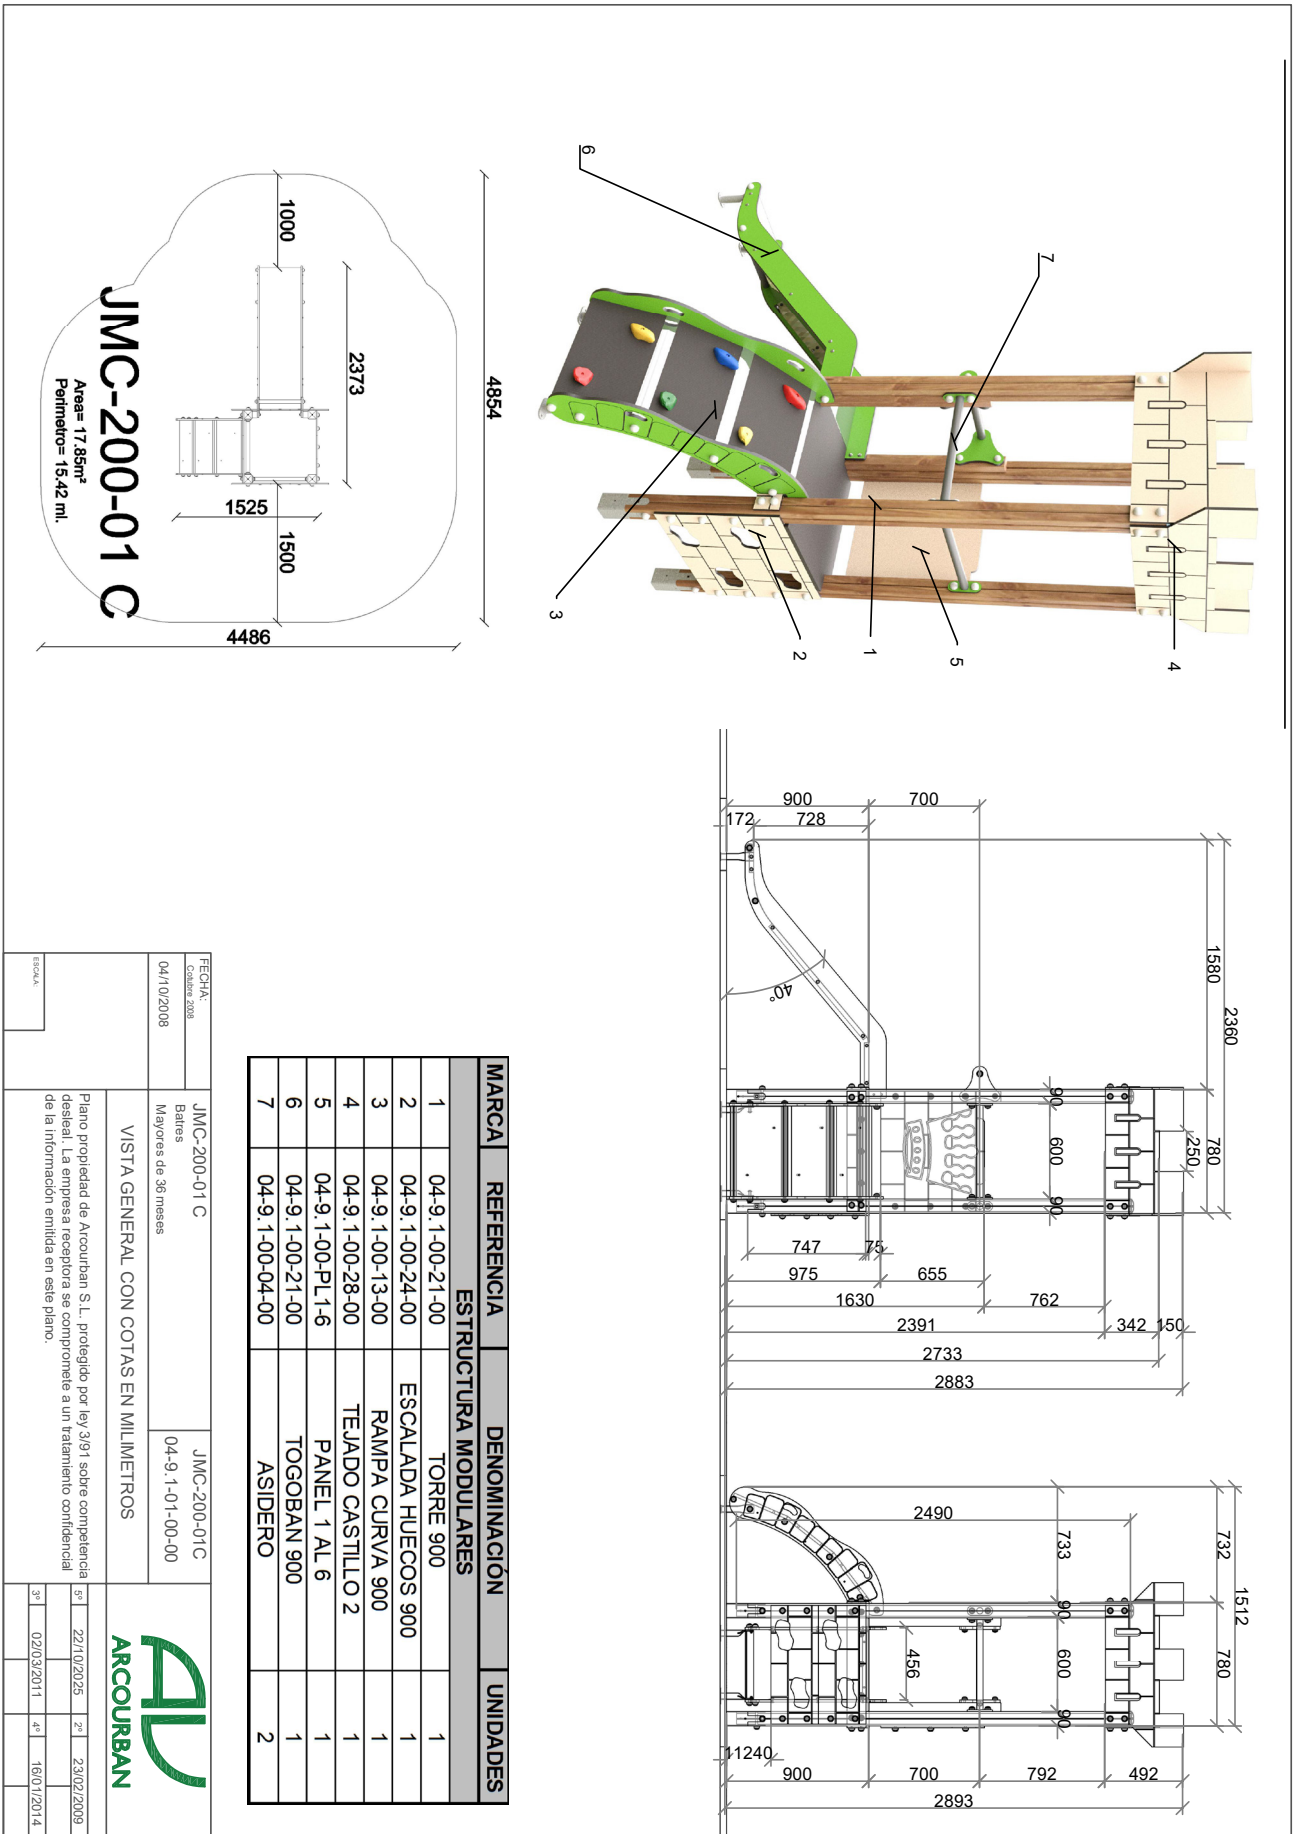 6
7
3
2
1
5
4
4854
2373
1000
1500
1525
4486
JMC-200-01 C
Area= 17.85m²
Perimetro= 15.42 ml.
2360
1580
780
250
900
700
172
728
40°
90
600
90
747
75
975
655
1630
762
2391
342
150
2733
2883
1512
732
780
733
90
600
90
2490
456
11240
900
700
792
492
2893
MARCA REFERENCIA DENOMINACIÓN UNIDADES
ESTRUCTURA MODULARES
1 04-9.1-00-21-00 TORRE 900 1
2 04-9.1-00-24-00 ESCALADA HUECOS 900 1
3 04-9.1-00-13-00 RAMPA CURVA 900 1
4 04-9.1-00-28-00 TEJADO CASTILLO 2 1
5 04-9.1-00-PL1-6 PANEL 1 AL 6 1
6 04-9.1-00-21-00 TOGOBAN 900 1
7 04-9.1-00-04-00 ASIDERO 2
FECHA:
Cotubre 2008
04/10/2008
ESCALA:
JMC-200-01 C
Batres
Mayores de 36 meses
JMC-200-01C
04-9.1-01-00-00
VISTA GENERAL CON COTAS EN MILIMETROS
Plano propiedad de Arcourban S.L. protegido por ley 3/91 sobre competencia
desleal. La empresa receptora se compromete a un tratamiento confidencial
de la información emitida en este plano.
ARCOURBAN
5º 22/10/2025 2º 23/02/2009
3º 02/03/2011 4º 16/01/2014